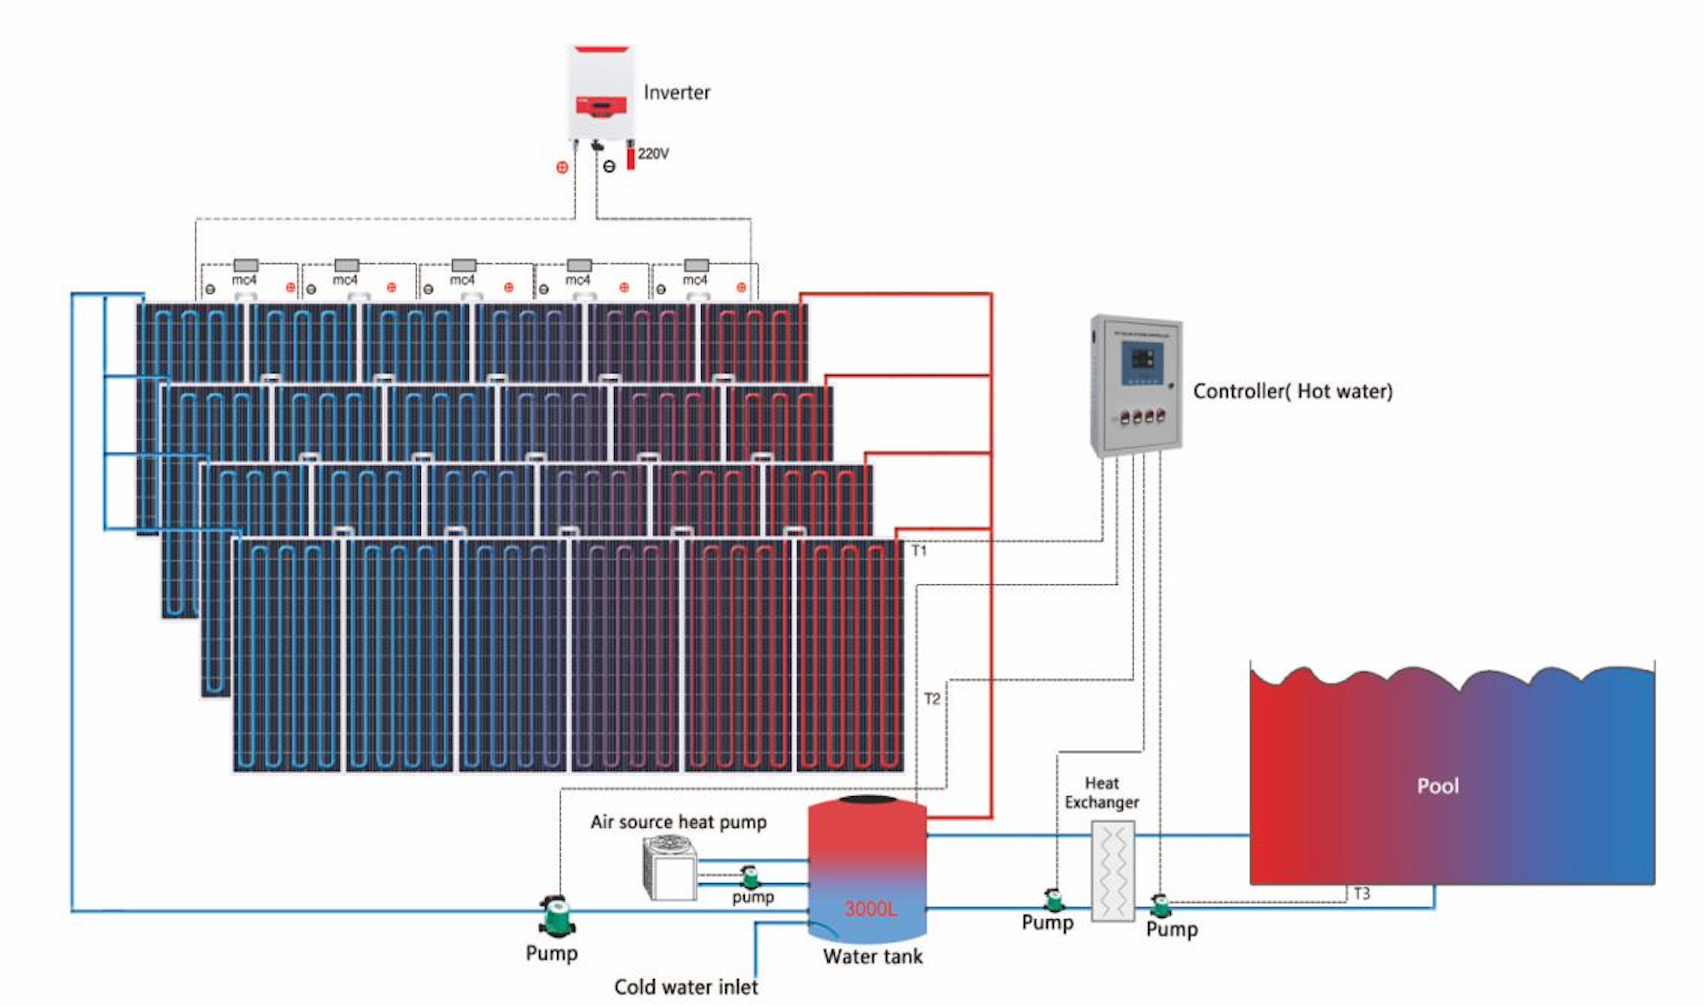 Inverter
220V
mc4
mc4
mc4
mc4
mc4
Controller( Hot water)
T1
T2
Heat
Exchanger
Pool
Air source heat pump
pump
3000L
T3
Pump
Pump
Pump
Water tank
Cold water inlet